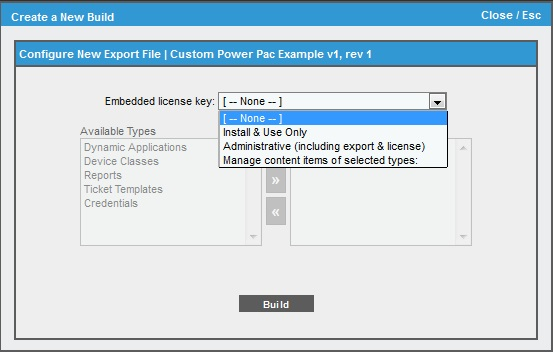 Create a New Build
Close / Esc
Configure New Export File | Custom Power Pac Example v1, rev 1
Embedded license key: [ -- None -- ]
[ -- None -- ]
Install & Use Only
Administrative (including export & license)
Manage content items of selected types:
Available Types
Dynamic Applications
Device Classes
Reports
Ticket Templates
Credentials
»
«
Build